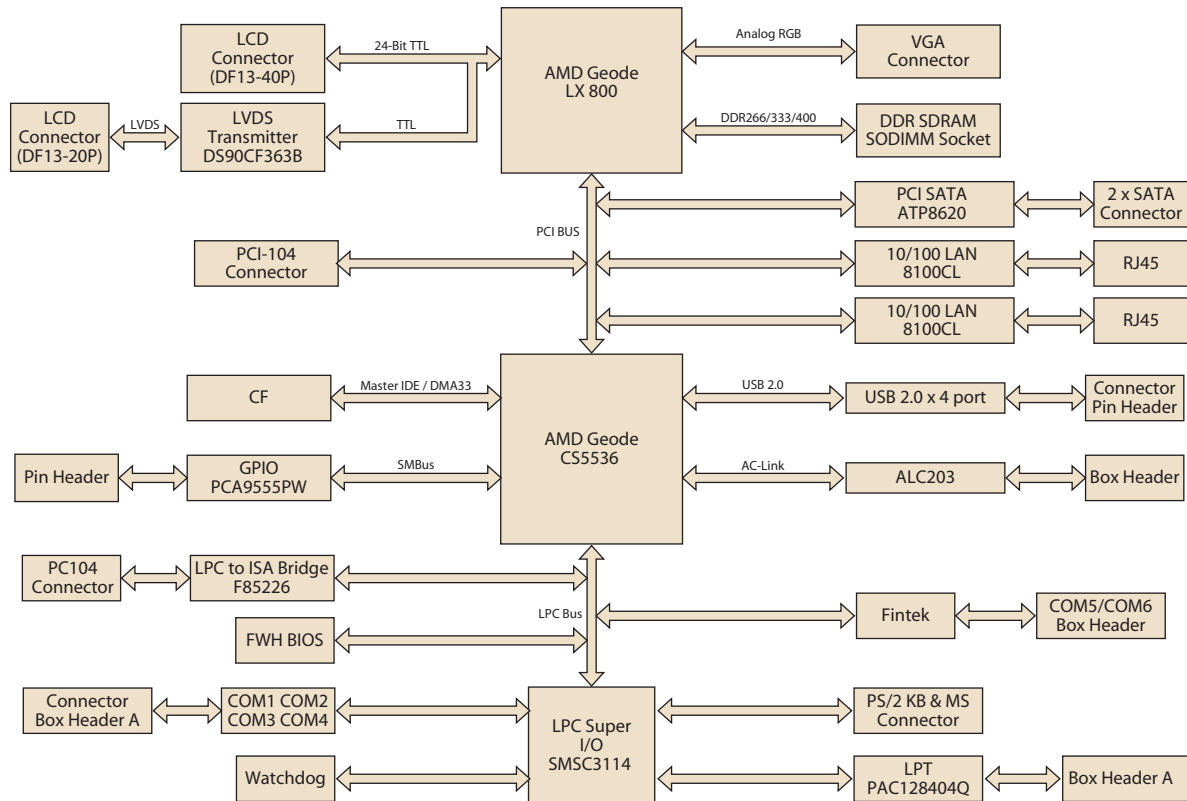 LCD
Connector
(DF13-40P)
24-Bit TTL
AMD Geode
LX 800
Analog RGB
VGA
Connector
LCD
Connector
(DF13-20P)
LVDS
LVDS
Transmitter
DS90CF363B
TTL
DDR266/333/400
DDR SDRAM
SODIMM Socket
PCI SATA
ATP8620
2 x SATA
Connector
PCI BUS
PCI-104
Connector
10/100 LAN
8100CL
RJ45
10/100 LAN
8100CL
RJ45
CF
Master IDE / DMA33
AMD Geode
CS5536
USB 2.0
USB 2.0 x 4 port
Connector
Pin Header
Pin Header
GPIO
PCA9555PW
SMBus
AC-Link
ALC203
Box Header
PC104
Connector
LPC to ISA Bridge
F85226
LPC Bus
Fintek
COM5/COM6
Box Header
FWH BIOS
Connector
Box Header A
COM1 COM2
COM3 COM4
LPC Super
I/O
SMSC3114
PS/2 KB & MS
Connector
Watchdog
LPT
PAC128404Q
Box Header A